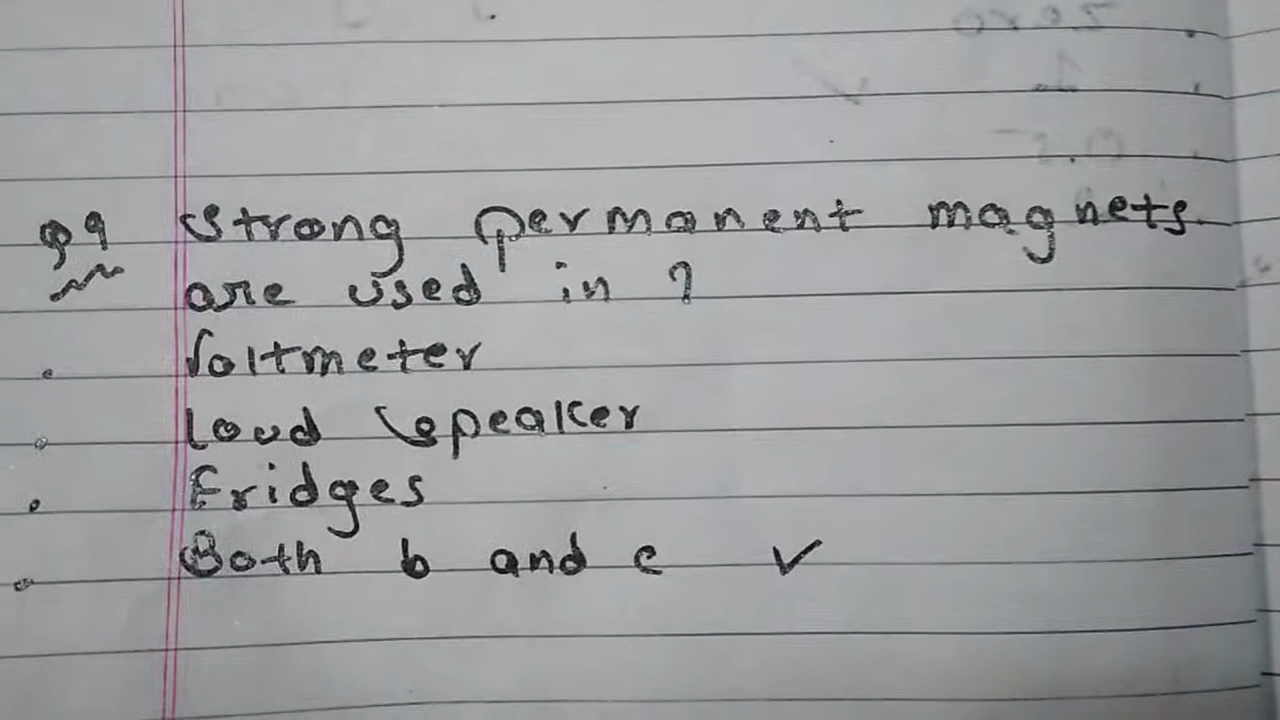 Q9 Strong permanent magnets
are used in ?
. Voltmeter
. Loud speaker
. Fridges
. Both b and c ✓